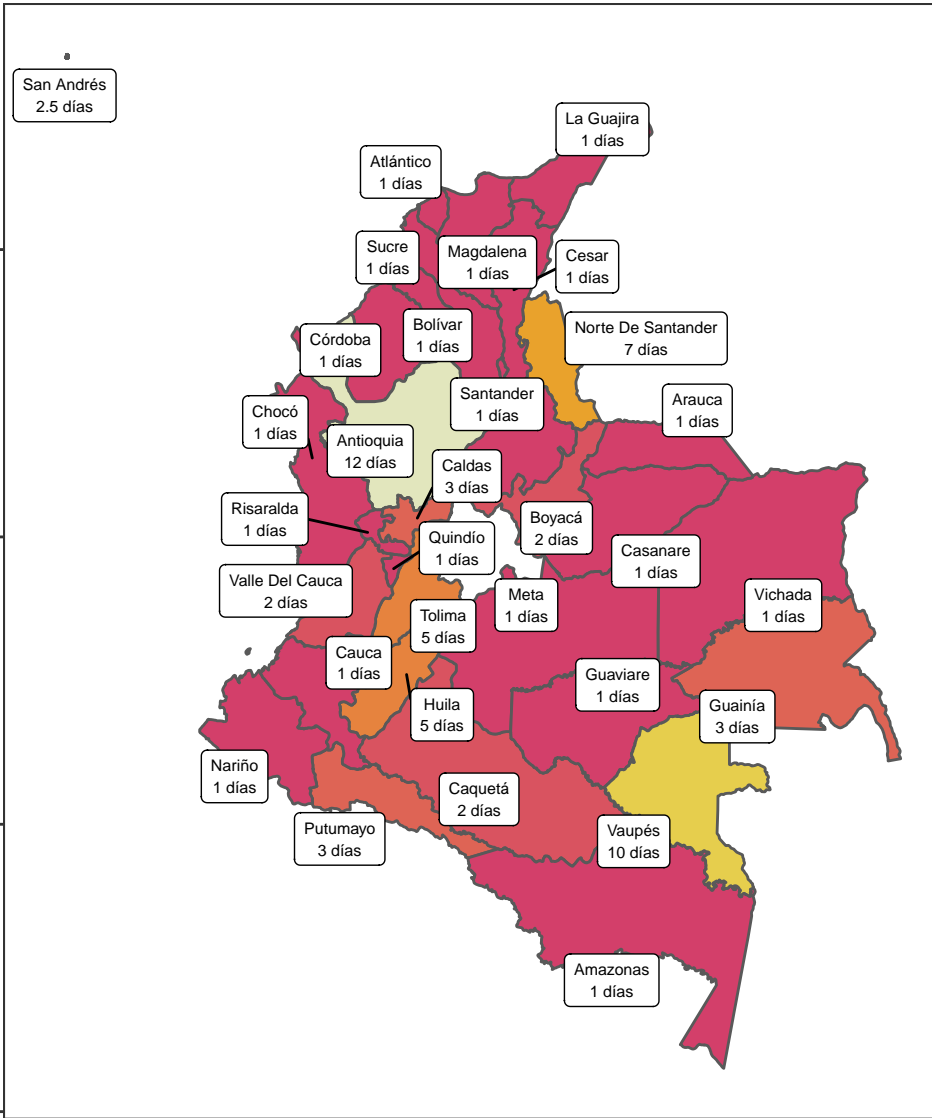 San Andrés
2.5 días
La Guajira
1 días
Atlántico
1 días
Sucre
1 días
Magdalena
1 días
Cesar
1 días
Norte De Santander
7 días
Córdoba
1 días
Bolívar
1 días
Santander
1 días
Arauca
1 días
Chocó
1 días
Antioquia
12 días
Caldas
3 días
Risaralda
1 días
Quindío
1 días
Boyacá
2 días
Casanare
1 días
Valle Del Cauca
2 días
Meta
1 días
Vichada
1 días
Tolima
5 días
Cauca
1 días
Guaviare
1 días
Huila
5 días
Guainía
3 días
Nariño
1 días
Caquetá
2 días
Putumayo
3 días
Vaupés
10 días
Amazonas
1 días